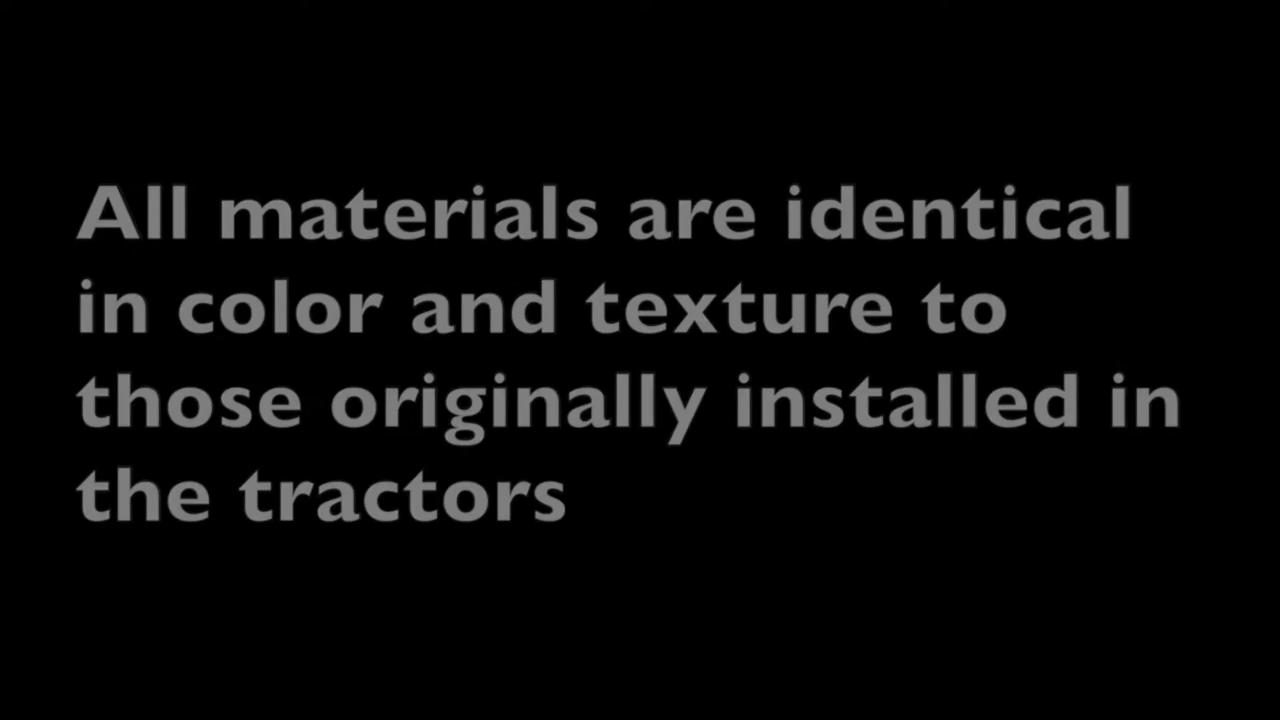 All materials are identical
in color and texture to
those originally installed in
the tractors